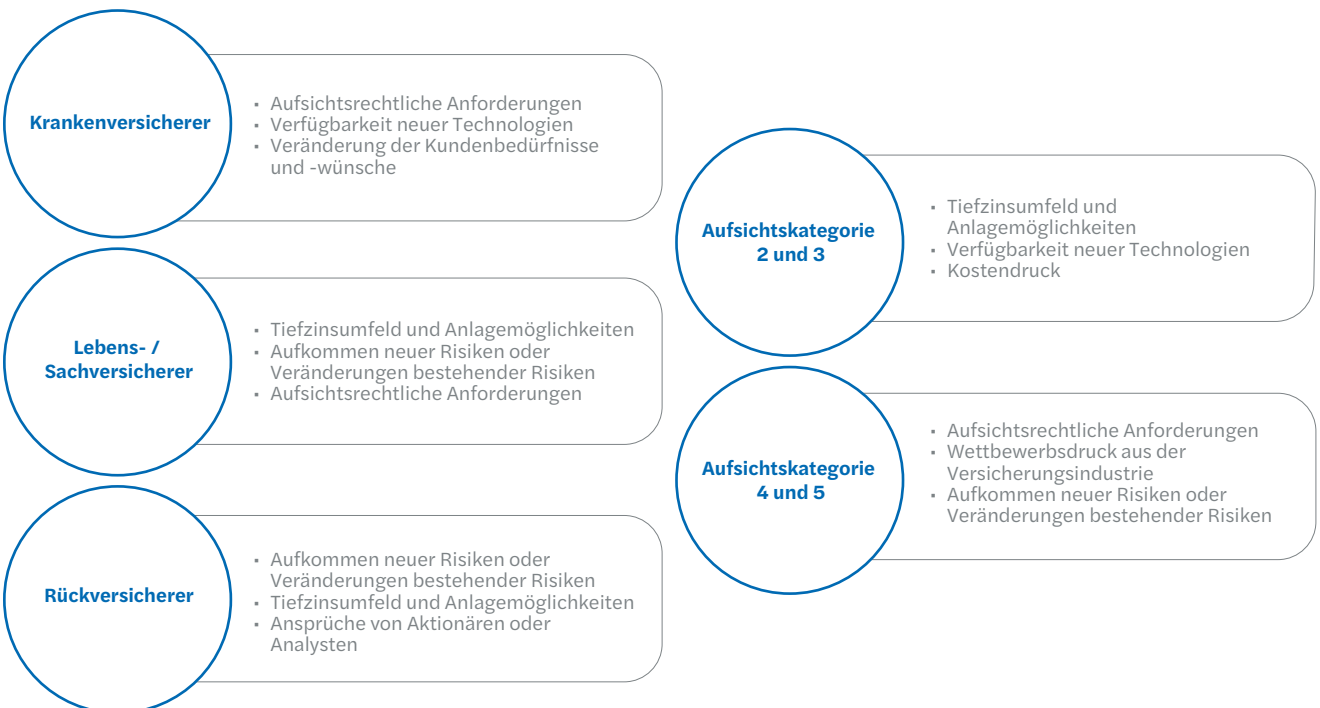 Krankenversicherer
▪ Aufsichtsrechtliche Anforderungen
▪ Verfügbarkeit neuer Technologien
▪ Veränderung der Kundenbedürfnisse
und -wünsche
Lebens- /
Sachversicherer
▪ Tiefzinsumfeld und Anlagemöglichkeiten
▪ Aufkommen neuer Risiken oder
Veränderungen bestehender Risiken
▪ Aufsichtsrechtliche Anforderungen
Rückversicherer
▪ Aufkommen neuer Risiken oder
Veränderungen bestehender Risiken
▪ Tiefzinsumfeld und Anlagemöglichkeiten
▪ Ansprüche von Aktionären oder
Analysten
Aufsichtskategorie
2 und 3
▪ Tiefzinsumfeld und
Anlagemöglichkeiten
▪ Verfügbarkeit neuer Technologien
▪ Kostendruck
Aufsichtskategorie
4 und 5
▪ Aufsichtsrechtliche Anforderungen
▪ Wettbewerbsdruck aus der
Versicherungsindustrie
▪ Aufkommen neuer Risiken oder
Veränderungen bestehender Risiken